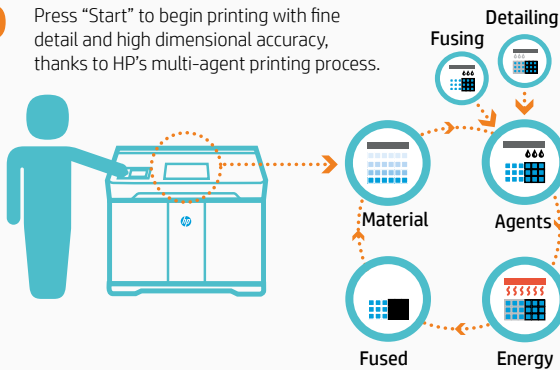 Press “Start” to begin printing with fine
detail and high dimensional accuracy,
thanks to HP’s multi-agent printing process.
Detailing
Fusing
Material
Agents
hp
Fused
Energy